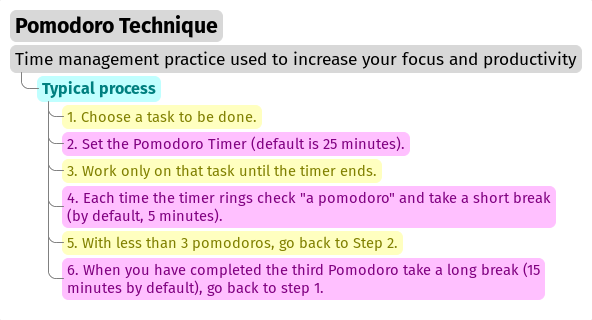 Pomodoro Technique
Time management practice used to increase your focus and productivity
Typical process
1. Choose a task to be done.
2. Set the Pomodoro Timer (default is 25 minutes).
3. Work only on that task until the timer ends.
4. Each time the timer rings check "a pomodoro" and take a short break
(by default, 5 minutes).
5. With less than 3 pomodoros, go back to Step 2.
6. When you have completed the third Pomodoro take a long break (15
minutes by default), go back to step 1.